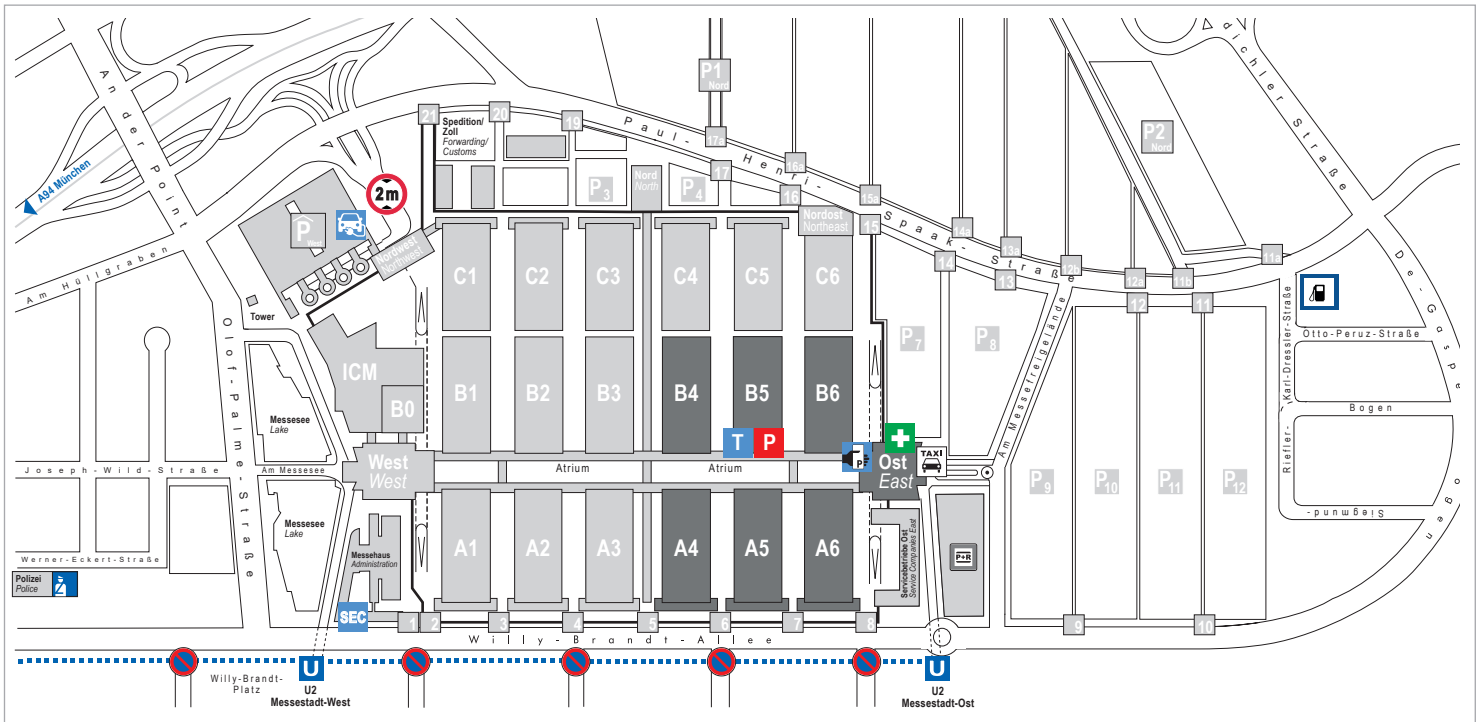 An der Point
A94 München
Am Hüllgraben
Olof-Palme-Straße
Joseph-Wild-Straße
Am Messesee
Werner-Eckert-Straße
Polizei
Police
P West
2m
Tower
Nordwest
Northwest
ICM
B0
Messesee
Lake
West
West
Messesee
Lake
Messehaus
Administration
SEC
21
20
19
17a
17
16a
16
15a
15
14a
14
13a
13
12b
12a
12
11b
11
11a
Spedition/
Zoll
Forwarding/
Customs
P3
Nord
North
P4
P1
Nord
P2
Nord
Nordost
Northeast
Paul-Henri-Spaak-Straße
C1
C2
C3
C4
C5
C6
B1
B2
B3
B4
B5
B6
T
P
P
Atrium
Atrium
Ost
East
TAXI
A1
A2
A3
A4
A5
A6
Servicebetriebe Ost
Service Companies East
P+R
P7
P8
P9
P10
P11
P12
Am Messefreigelände
dichler Straße
De-Gaspe
ogen
Otto-Peruz-Straße
Karl-Dressler-Straße
Riefler-
Bogen
Siegmund-
1
2
3
4
5
6
7
8
9
10
Willy-Brandt-Allee
Willy-Brandt-
Platz
U
U2
Messestadt-West
U
U2
Messestadt-Ost